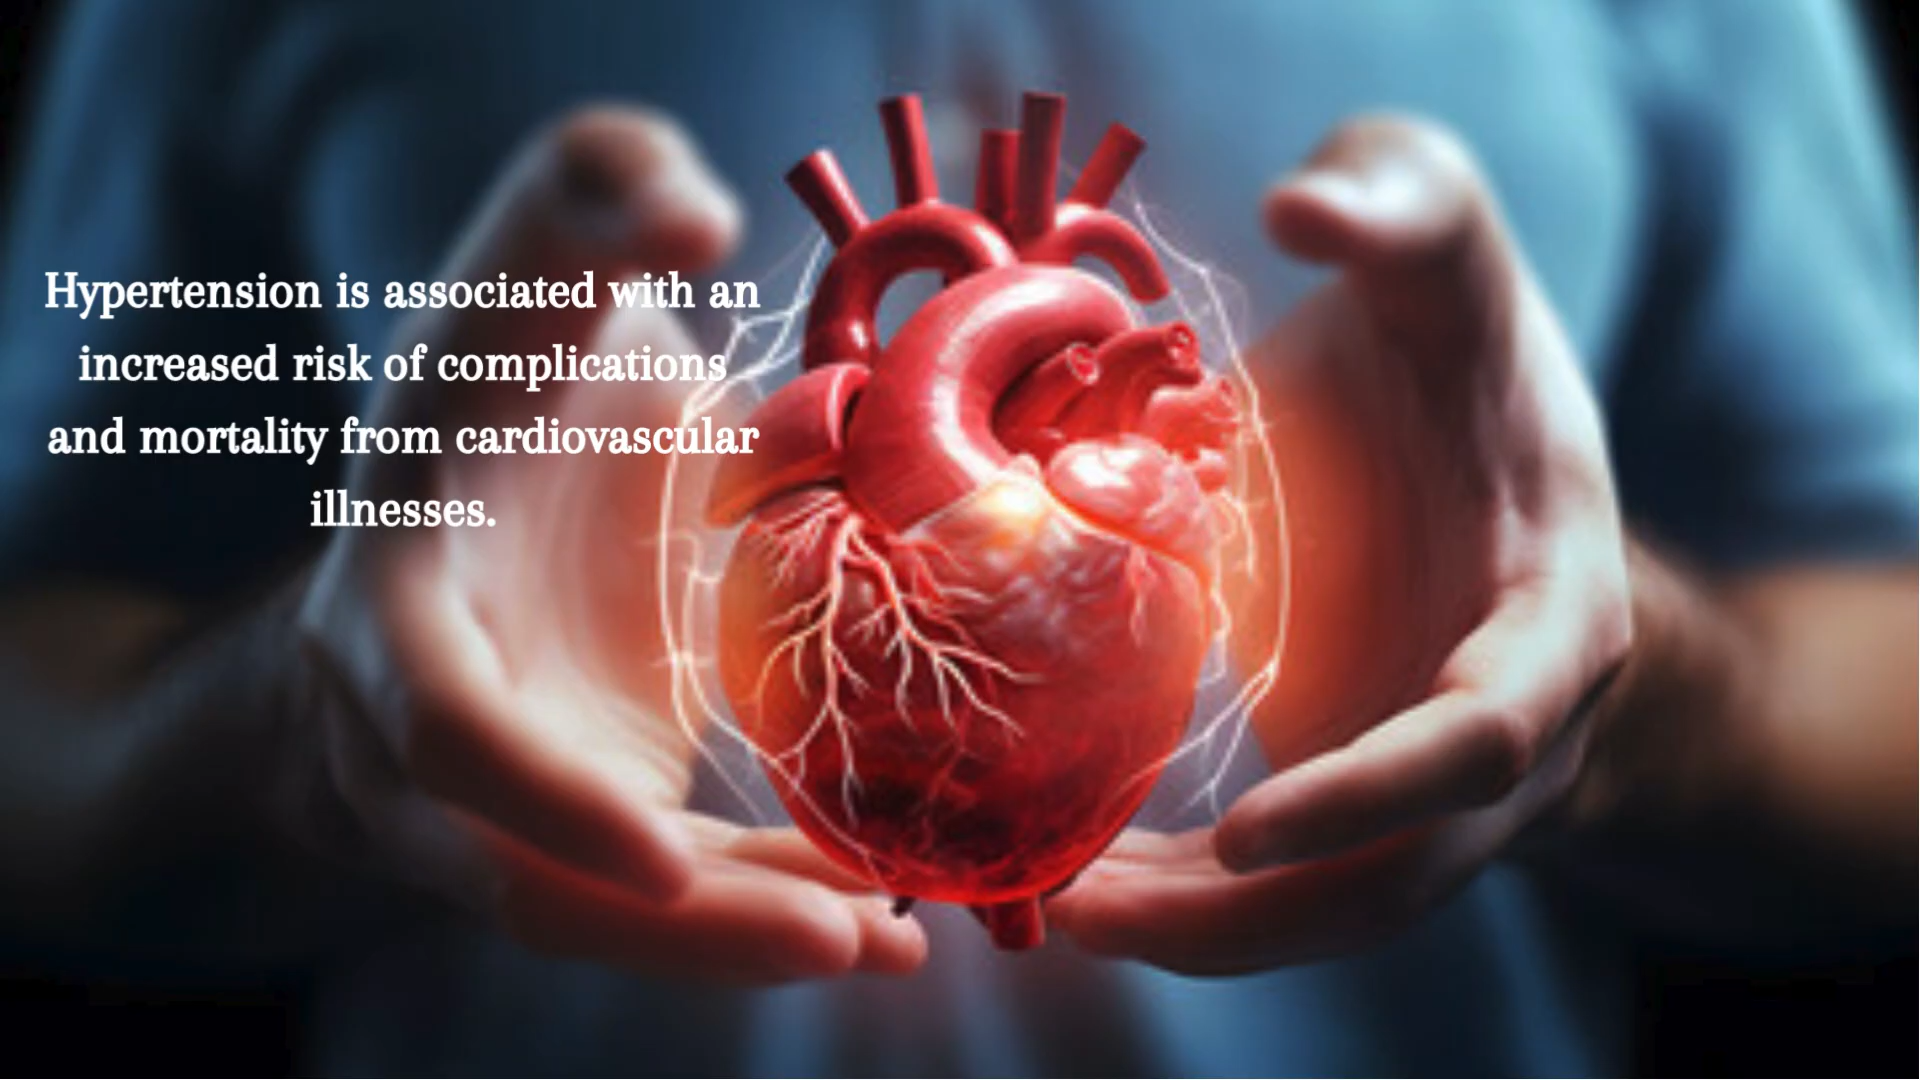 Hypertension is associated with an
increased risk of complications
and mortality from cardiovascular
illnesses.